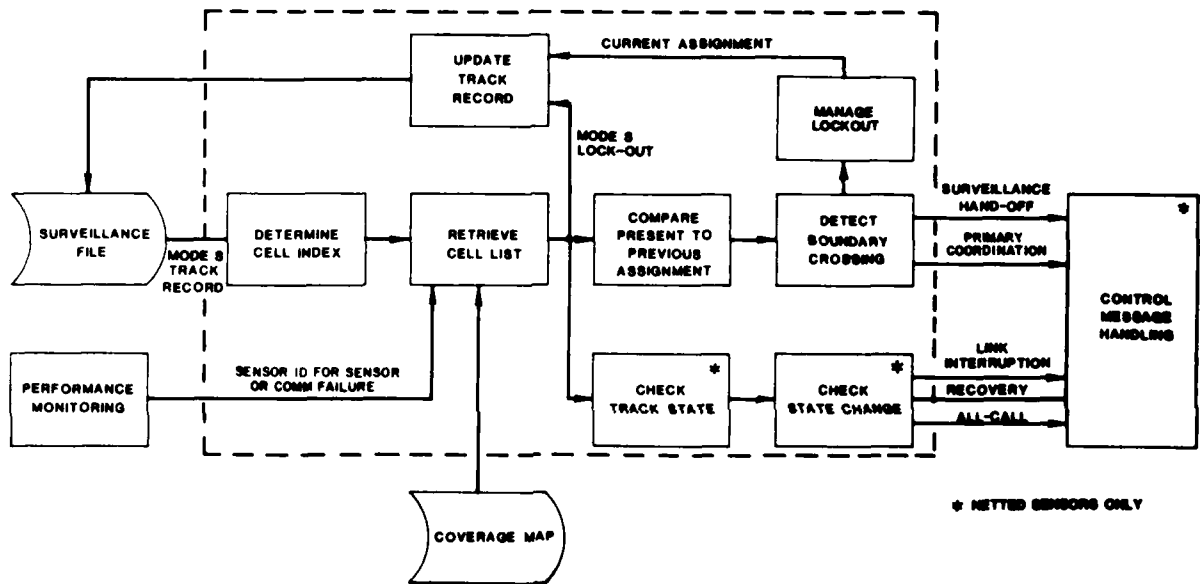 CURRENT ASSIGNMENT
UPDATE
TRACK
RECORD
MANAGE
LOCKOUT
MODE S
LOCK-OUT
SURVEILLANCE
FILE
MODE S
TRACK
RECORD
DETERMINE
CELL INDEX
RETRIEVE
CELL LIST
COMPARE
PRESENT TO
PREVIOUS
ASSIGNMENT
DETECT
BOUNDARY
CROSSING
SURVEILLANCE
HAND-OFF
PRIMARY
COORDINATION
*
CONTROL
MESSAGE
HANDLING
PERFORMANCE
MONITORING
SENSOR ID FOR SENSOR
OR COMM FAILURE
*
CHECK
TRACK STATE
*
CHECK
STATE CHANGE
LINK
INTERRUPTION
RECOVERY
ALL-CALL
COVERAGE MAP
* NETTED SENSORS ONLY